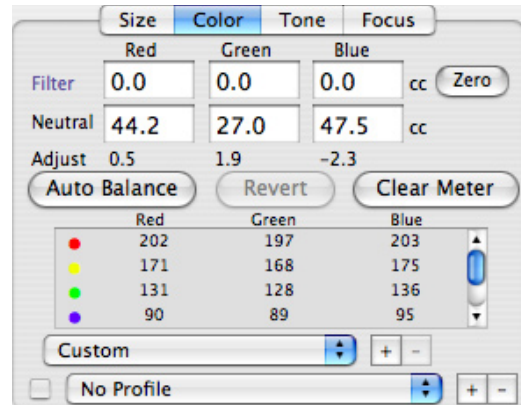 Size Color Tone Focus
Red Green Blue
Filter 0.0 0.0 0.0 cc Zero
Neutral 44.2 27.0 47.5 cc
Adjust 0.5 1.9 -2.3
Auto Balance Revert Clear Meter
Red Green Blue
202 197 203
171 168 175
131 128 136
90 89 95
Custom + -
No Profile + -